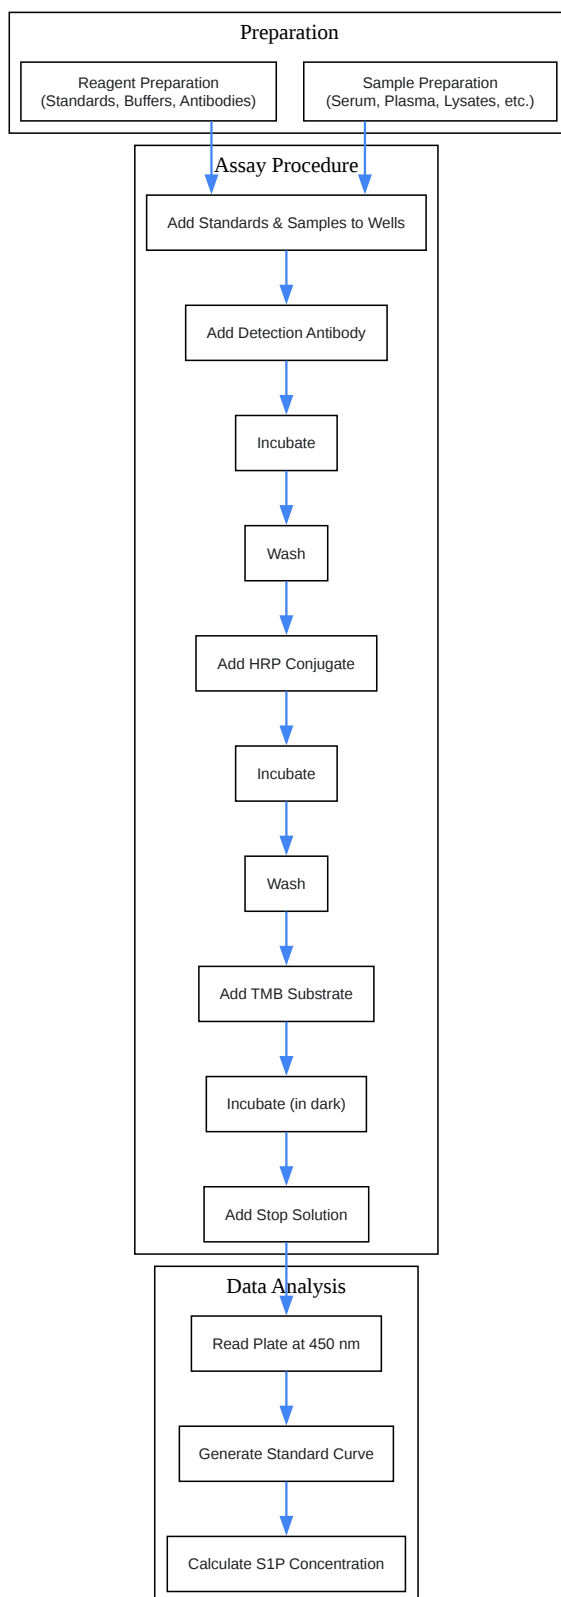 Preparation
Reagent Preparation
(Standards, Buffers, Antibodies)
Sample Preparation
(Serum, Plasma, Lysates, etc.)
Assay Procedure
Add Standards & Samples to Wells
Add Detection Antibody
Incubate
Wash
Add HRP Conjugate
Incubate
Wash
Add TMB Substrate
Incubate (in dark)
Add Stop Solution
Data Analysis
Read Plate at 450 nm
Generate Standard Curve
Calculate S1P Concentration